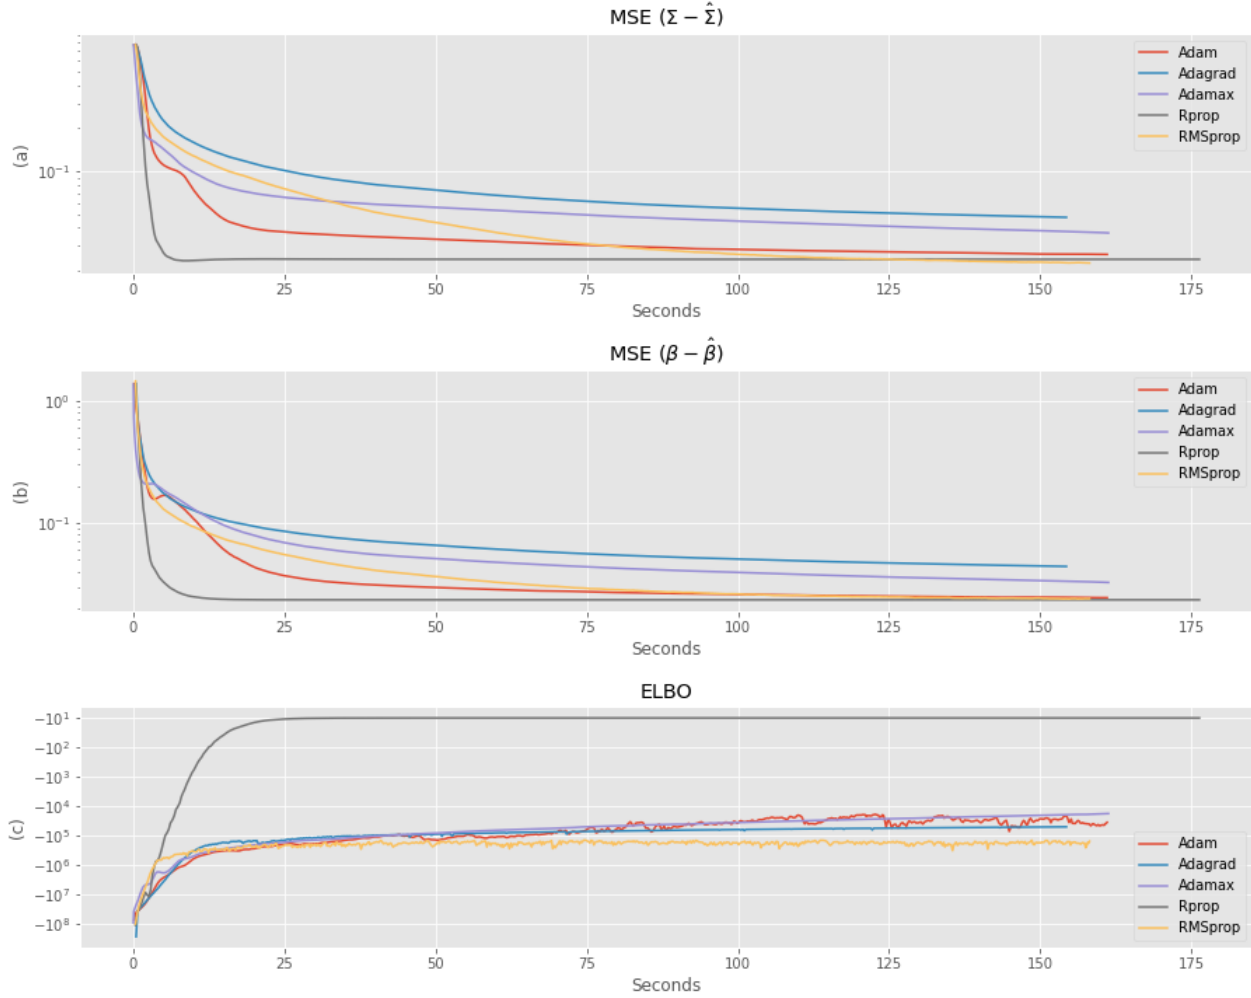 MSE (Σ − Σ̂)
Adam
Adagrad
Adamax
Rprop
RMSprop
(a)
10⁻¹
0 25 50 75 100 125 150 175
Seconds
MSE (β − β̂)
Adam
Adagrad
Adamax
Rprop
RMSprop
(b)
10⁰
10⁻¹
0 25 50 75 100 125 150 175
Seconds
ELBO
−10¹
−10²
−10³
−10⁴
−10⁵
−10⁶
−10⁷
−10⁸
(c)
Adam
Adagrad
Adamax
Rprop
RMSprop
0 25 50 75 100 125 150 175
Seconds